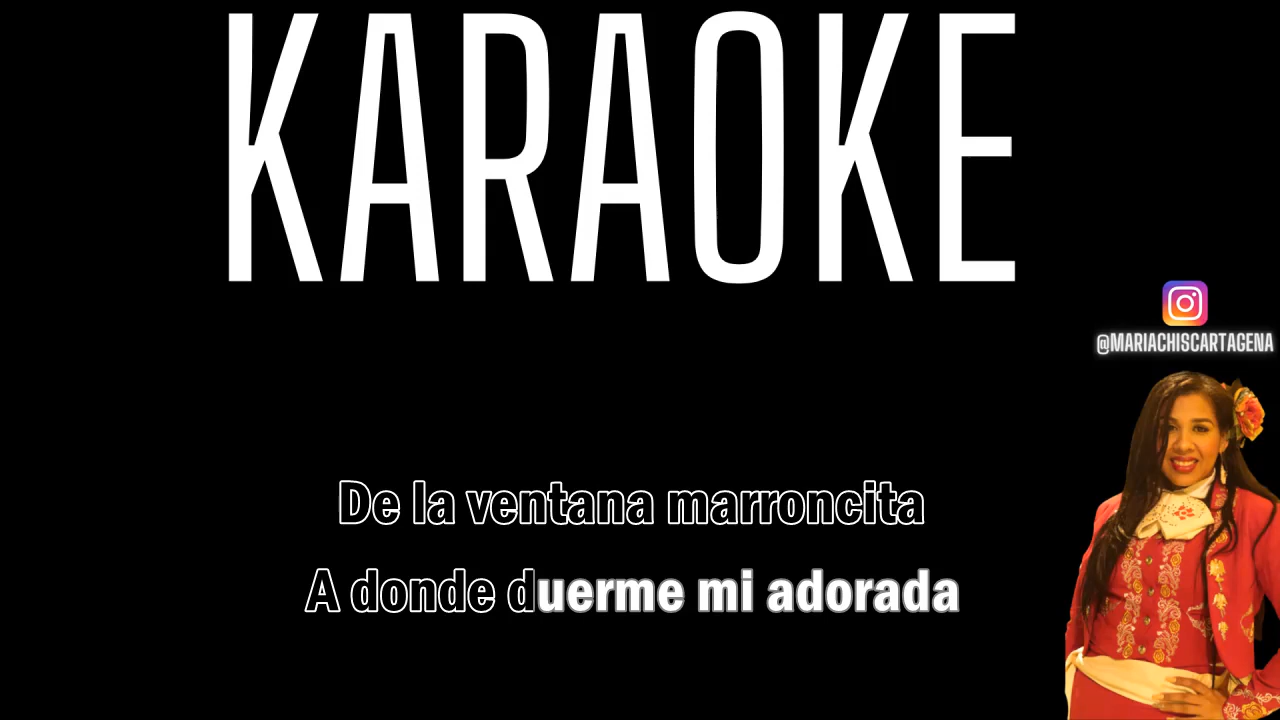 KARAOKE
@MARIACHISCARTAGENA
De la ventana marroncita
A donde duerme mi adorada